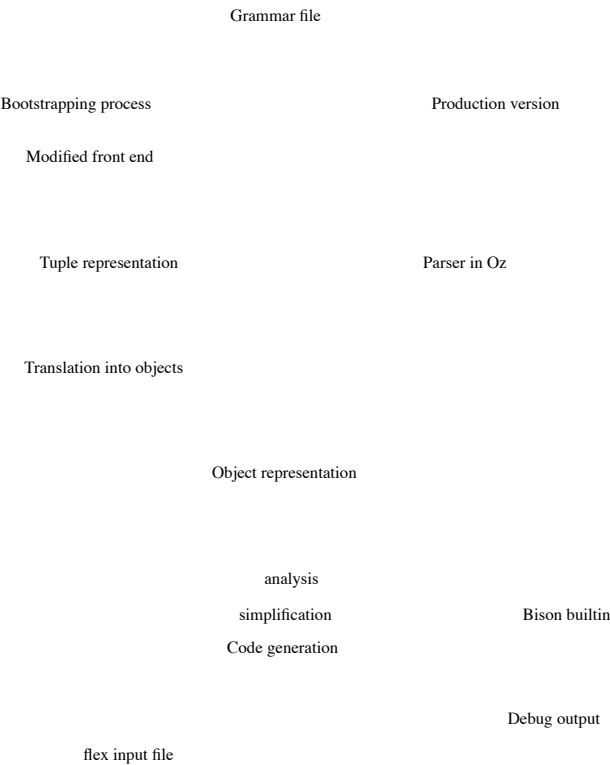 Grammar file
Bootstrapping process
Production version
Modified front end
Tuple representation
Parser in Oz
Translation into objects
Object representation
analysis
simplification
Bison builtin
Code generation
Debug output
flex input file